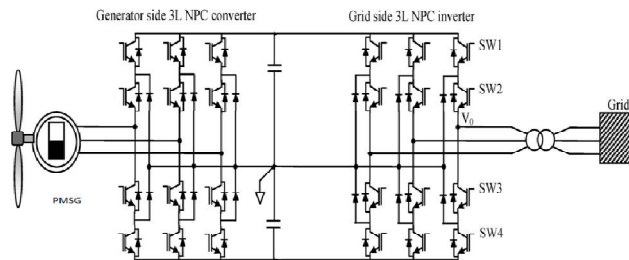 Generator side 3L NPC converter
Grid side 3L NPC inverter
SW1
SW2
Grid
V0
SW3
PMSG
SW4